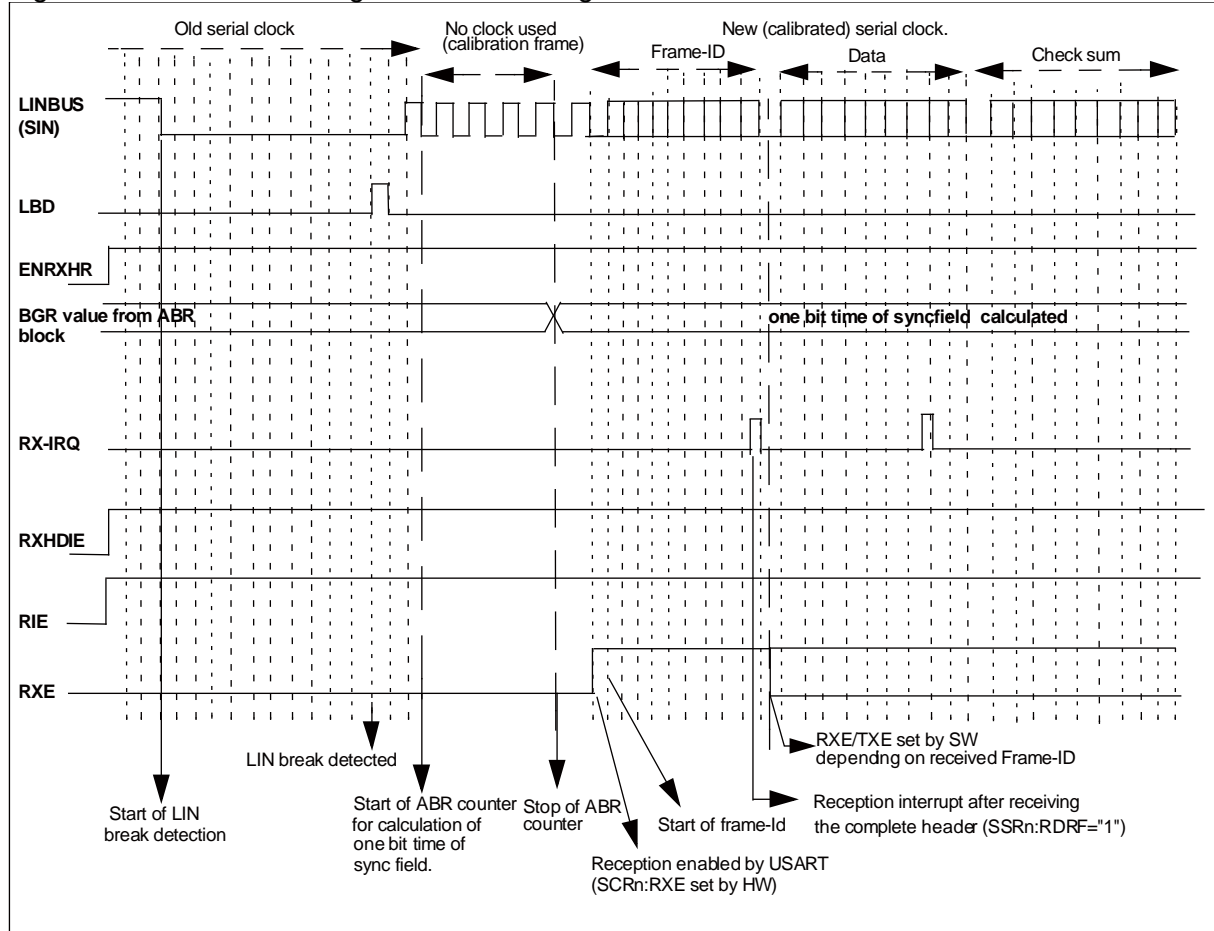 Old serial clock
No clock used
(calibration frame)
New (calibrated) serial clock.
Frame-ID
Data
Check sum
LINBUS
(SIN)
LBD
ENRXHR
BGR value from ABR
block
one bit time of syncfield calculated
RX-IRQ
RXHDIE
RIE
RXE
LIN break detected
RXE/TXE set by SW
depending on received Frame-ID
Start of LIN
break detection
Start of ABR counter
for calculation of
one bit time of
sync field.
Stop of ABR
counter
Start of frame-Id
Reception interrupt after receiving
the complete header (SSRn:RDRF="1")
Reception enabled by USART
(SCRn:RXE set by HW)